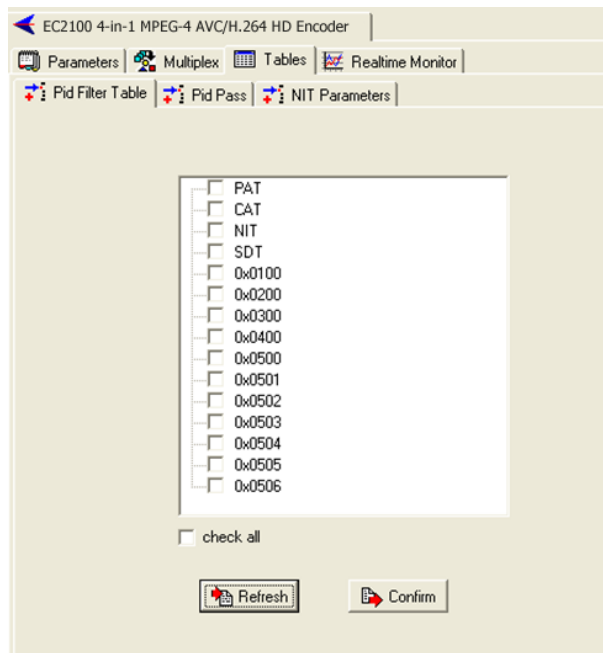 EC2100 4-in-1 MPEG-4 AVC/H.264 HD Encoder
Parameters Multiplex Tables Realtime Monitor
Pid Filter Table Pid Pass NIT Parameters
PAT
CAT
NIT
SDT
0x0100
0x0200
0x0300
0x0400
0x0500
0x0501
0x0502
0x0503
0x0504
0x0505
0x0506
check all
Refresh Confirm